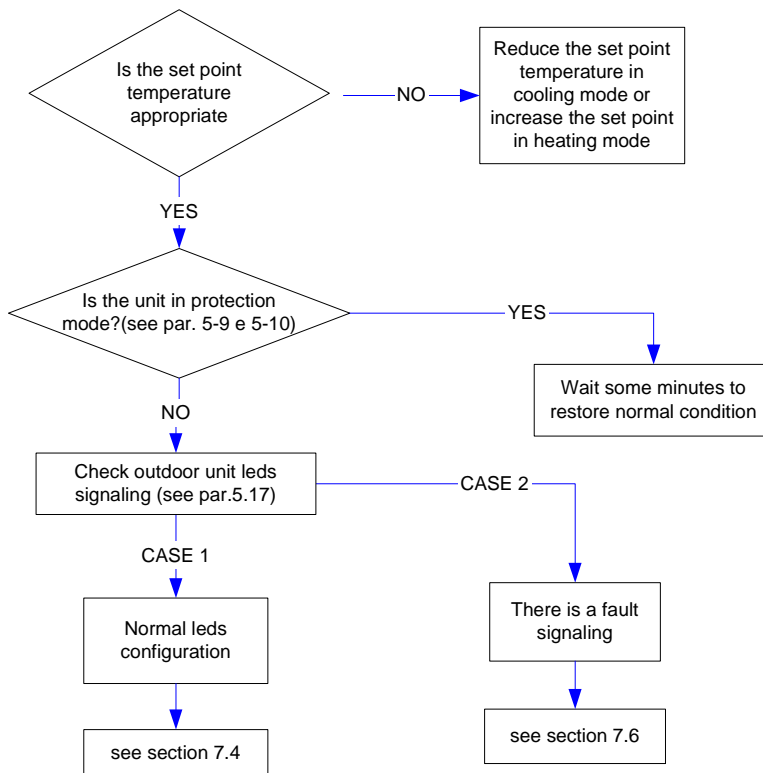 Is the set point
temperature
appropriate
NO
Reduce the set point
temperature in
cooling mode or
increase the set point
in heating mode
YES
Is the unit in protection
mode?(see par. 5-9 e 5-10)
YES
Wait some minutes to
restore normal condition
NO
Check outdoor unit leds
signaling (see par.5.17)
CASE 2
CASE 1
Normal leds
configuration
There is a fault
signaling
see section 7.4
see section 7.6